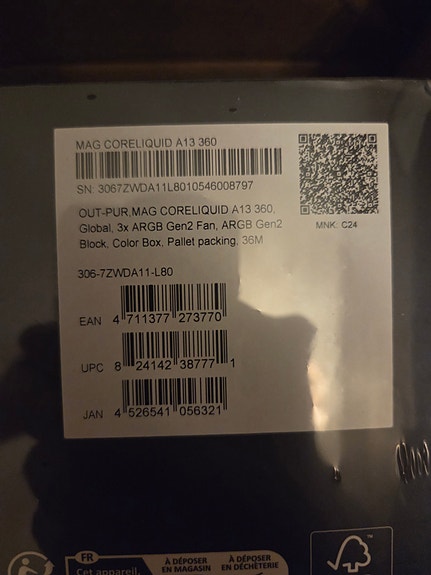 MAG CORELIQUID A13 360
SN: 3067ZWDA11L8010546008797
OUT-PUR,MAG CORELIQUID A13 360,
Global, 3x ARGB Gen2 Fan, ARGB Gen2
Block, Color Box, Pallet packing, 36M
MNK: C24
306-7ZWDA11-L80
EAN 4 711377 273770
UPC 8 24142 38777 1
JAN 4 526541 056321
FR
Cet appareil,
À DÉPOSER
EN MAGASIN
À DÉPOSER
EN DÉCHÈTERIE